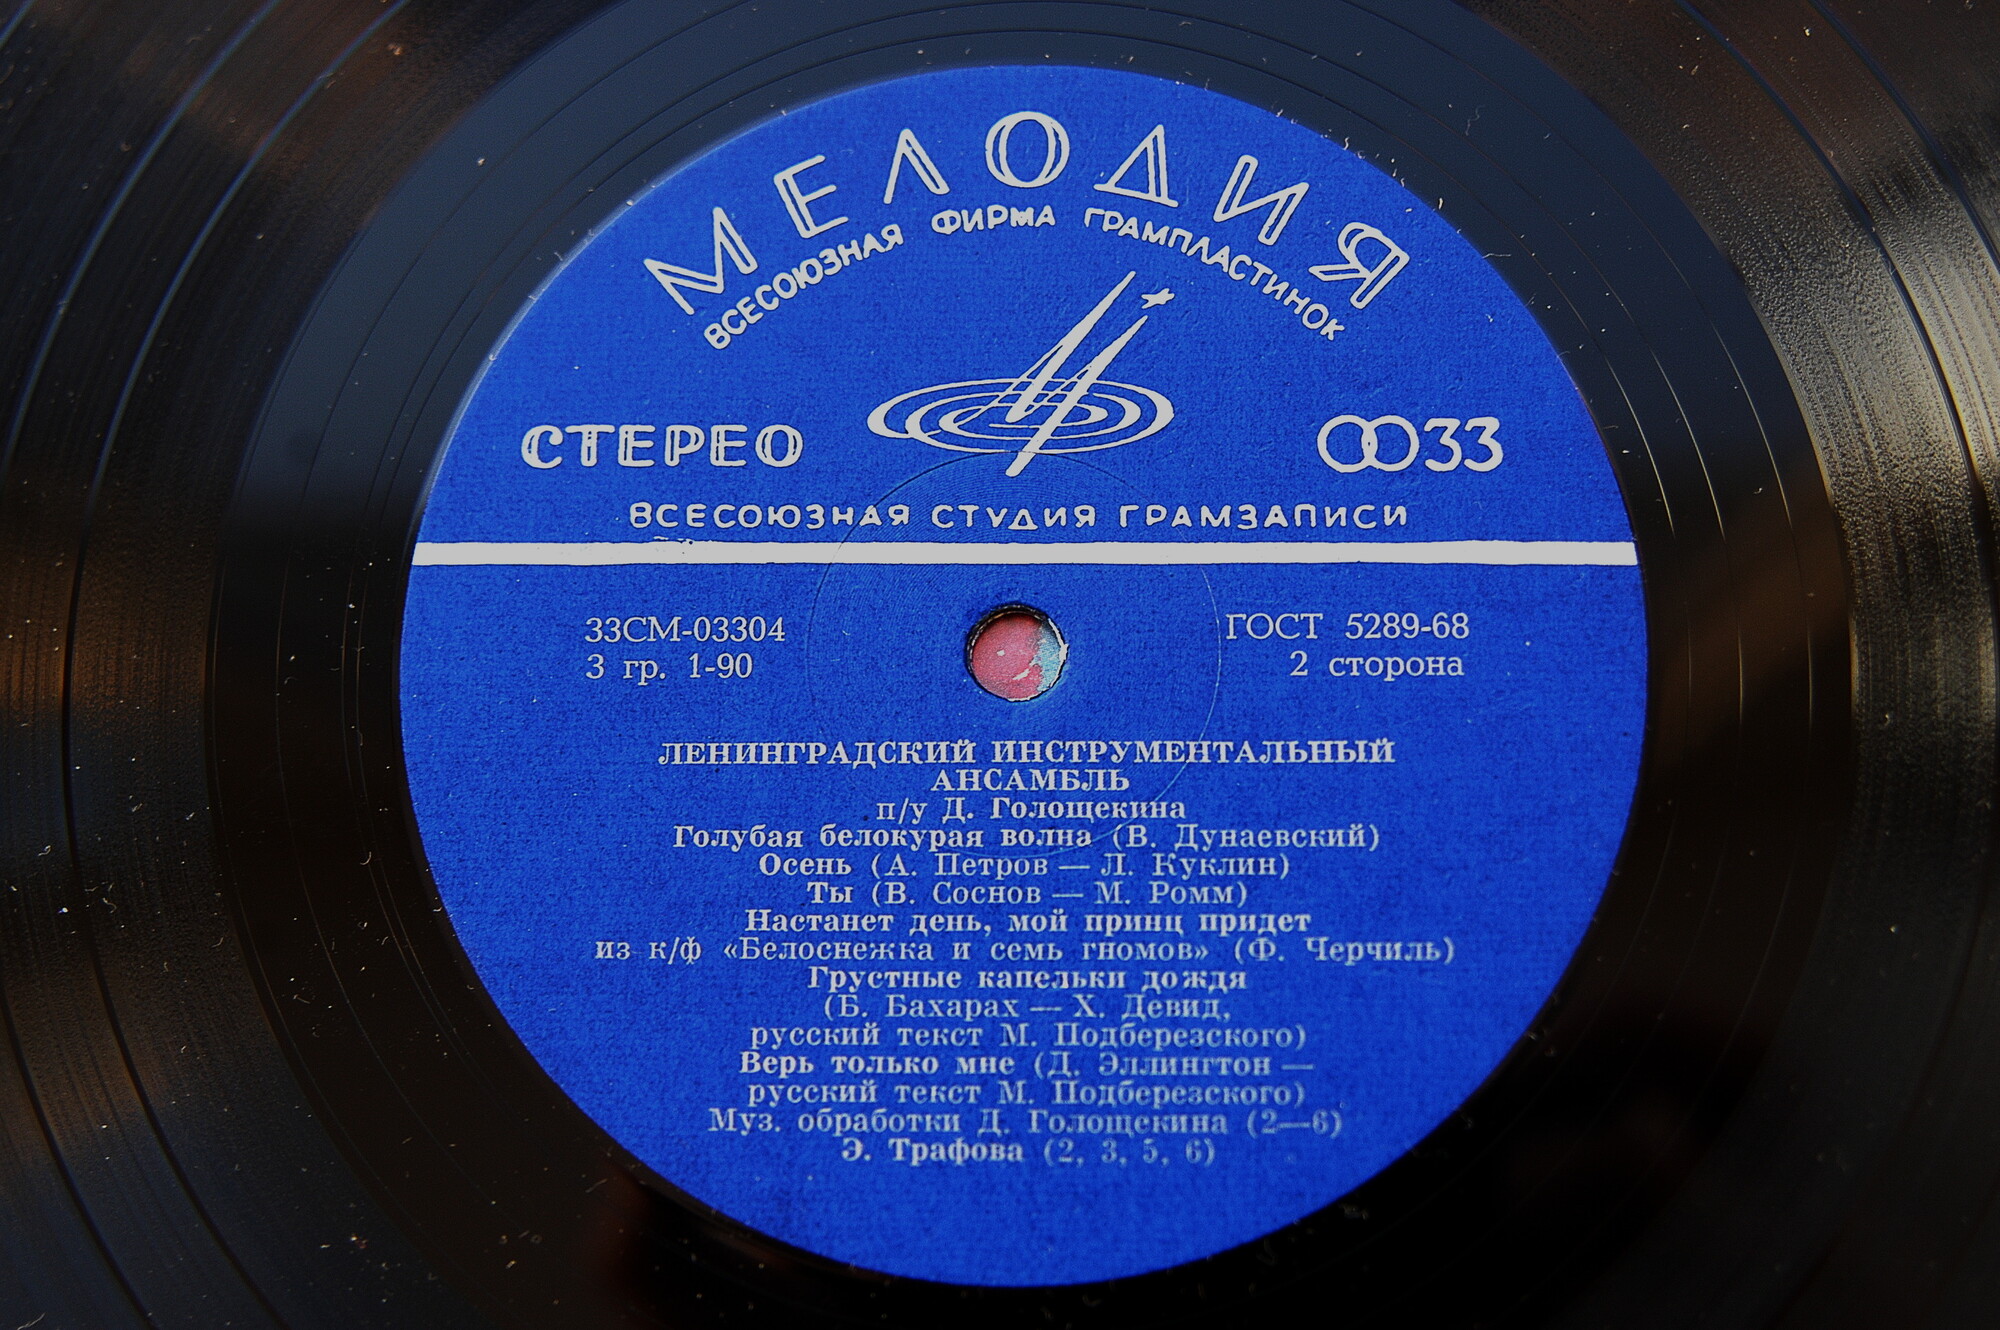 МЕЛОДИЯ
ВСЕСОЮЗНАЯ ФИРМА ГРАМПЛАСТИНОК
СТЕРЕО
33
ВСЕСОЮЗНАЯ СТУДИЯ ГРАМЗАПИСИ
33СМ-03304
ГОСТ 5289-68
3 гр. 1-90
2 сторона
ЛЕНИНГРАДСКИЙ ИНСТРУМЕНТАЛЬНЫЙ
АНСАМБЛЬ
п/у Д. Голощекина
Голубая белокурая волна (В. Дунаевский)
Осень (А. Петров — Л. Куклин)
Ты (В. Соснов — М. Ромм)
Настанет день, мой принц придет
из к/ф «Белоснежка и семь гномов» (Ф. Черчиль)
Грустные капельки дождя
(Б. Бахарах — Х. Девид,
русский текст М. Подберезского)
Верь только мне (Д. Эллингтон —
русский текст М. Подберезского)
Муз. обработки Д. Голощекина (2—6)
Э. Трафова (2, 3, 5, 6)